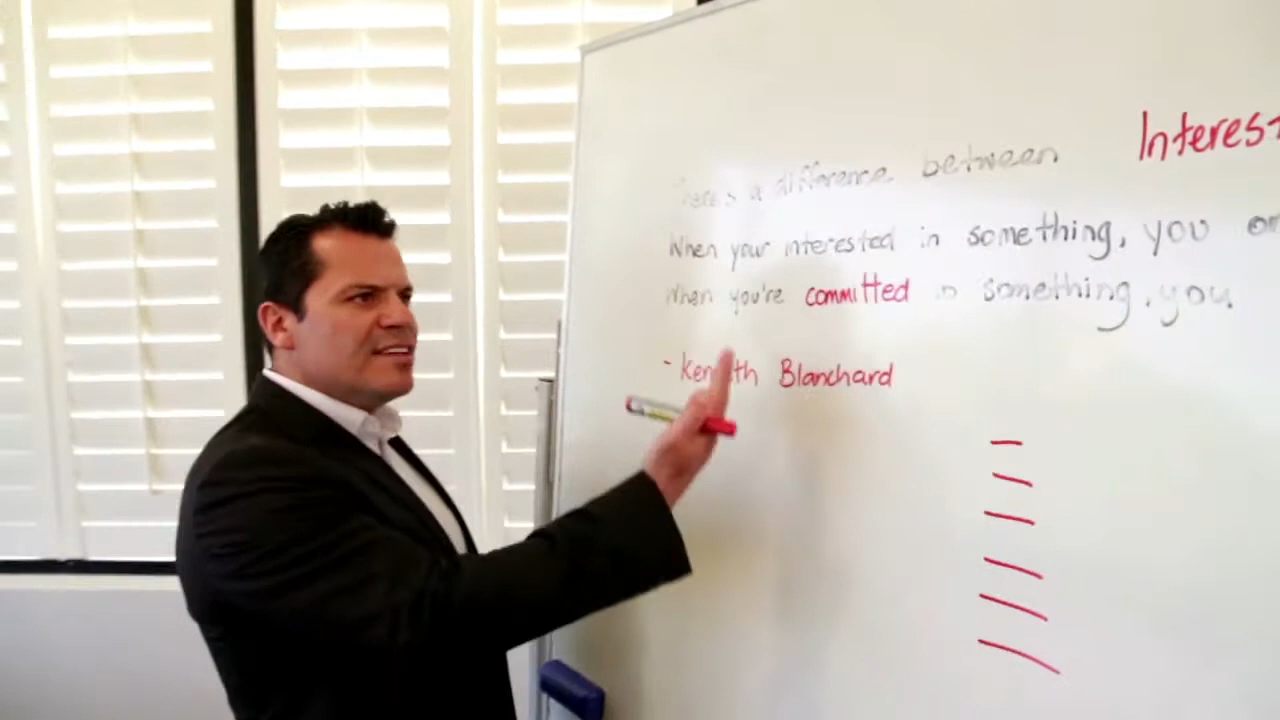 There's a difference between Interest
When your interested in something, you
When you're committed to something, you
- Kenneth Blanchard